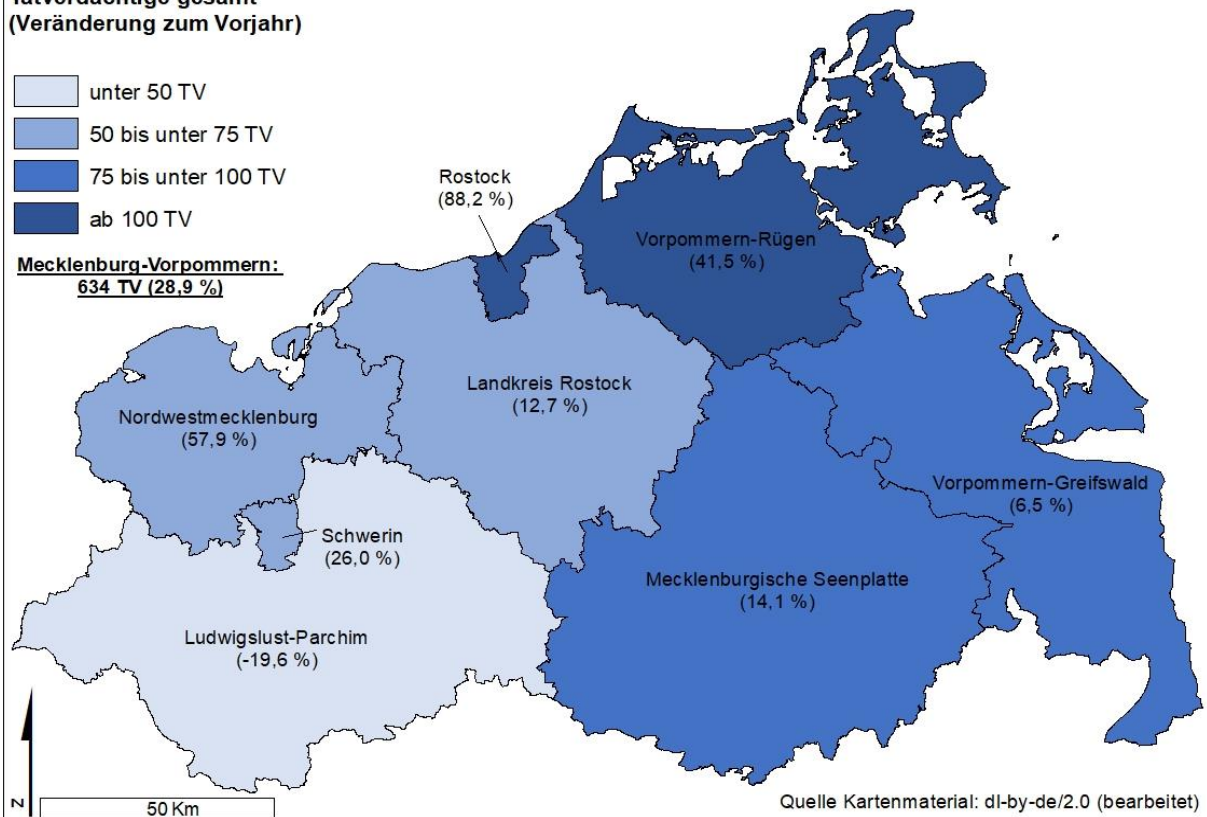 Tatverdächtige gesamt
(Veränderung zum Vorjahr)
unter 50 TV
50 bis unter 75 TV
75 bis unter 100 TV
ab 100 TV
Mecklenburg-Vorpommern:
634 TV (28,9 %)
Rostock
(88,2 %)
Vorpommern-Rügen
(41,5 %)
Landkreis Rostock
(12,7 %)
Nordwestmecklenburg
(57,9 %)
Vorpommern-Greifswald
(6,5 %)
Schwerin
(26,0 %)
Mecklenburgische Seenplatte
(14,1 %)
Ludwigslust-Parchim
(-19,6 %)
N
50 Km
Quelle Kartenmaterial: dl-by-de/2.0 (bearbeitet)